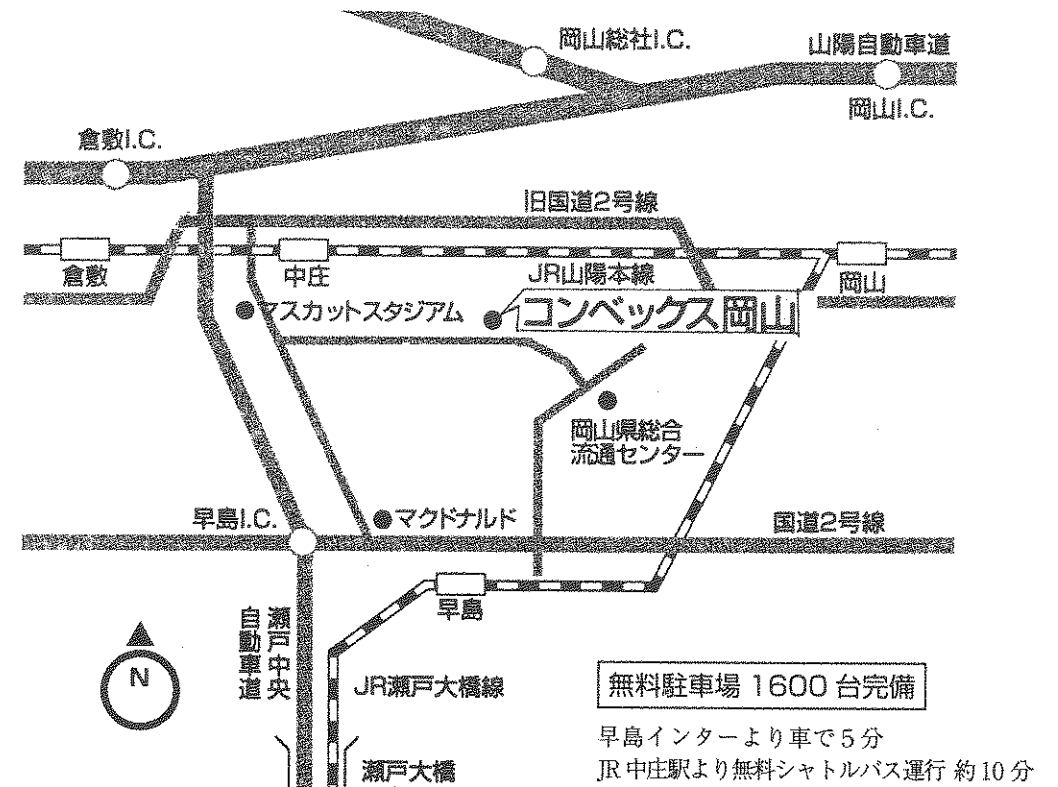 岡山総社I.C.
山陽自動車道
岡山I.C.
倉敷I.C.
旧国道2号線
倉敷
中庄
JR山陽本線
岡山
マスカットスタジアム
コンベックス岡山
岡山県総合
流通センター
早島I.C.
マクドナルド
国道2号線
早島
瀬戸中央
自動車道
N
JR瀬戸大橋線
無料駐車場 1600 台完備
早島インターより車で5分
JR中庄駅より無料シャトルバス運行 約10分
瀬戸大橋